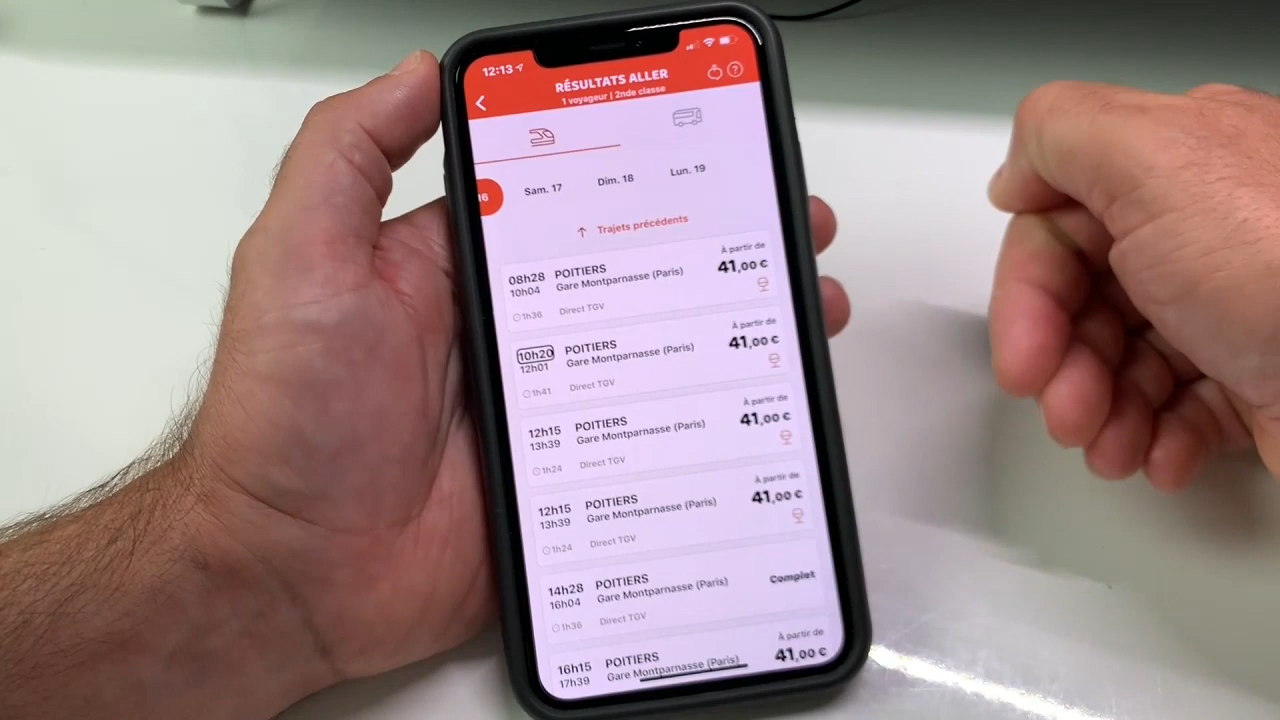 12:13
RÉSULTATS ALLER
1 voyageur | 2nde classe
16
Sam. 17
Dim. 18
Lun. 19
Trajets précédents
08h28 POITIERS À partir de
10h04 Gare Montparnasse (Paris) 41,00 €
1h36 Direct TGV
10h20 POITIERS À partir de
12h01 Gare Montparnasse (Paris) 41,00 €
1h41 Direct TGV
12h15 POITIERS À partir de
13h39 Gare Montparnasse (Paris) 41,00 €
1h24 Direct TGV
12h15 POITIERS À partir de
13h39 Gare Montparnasse (Paris) 41,00 €
1h24 Direct TGV
14h28 POITIERS Complet
16h04 Gare Montparnasse (Paris)
1h36 Direct TGV
16h15 POITIERS À partir de
17h39 Gare Montparnasse (Paris) 41,00 €